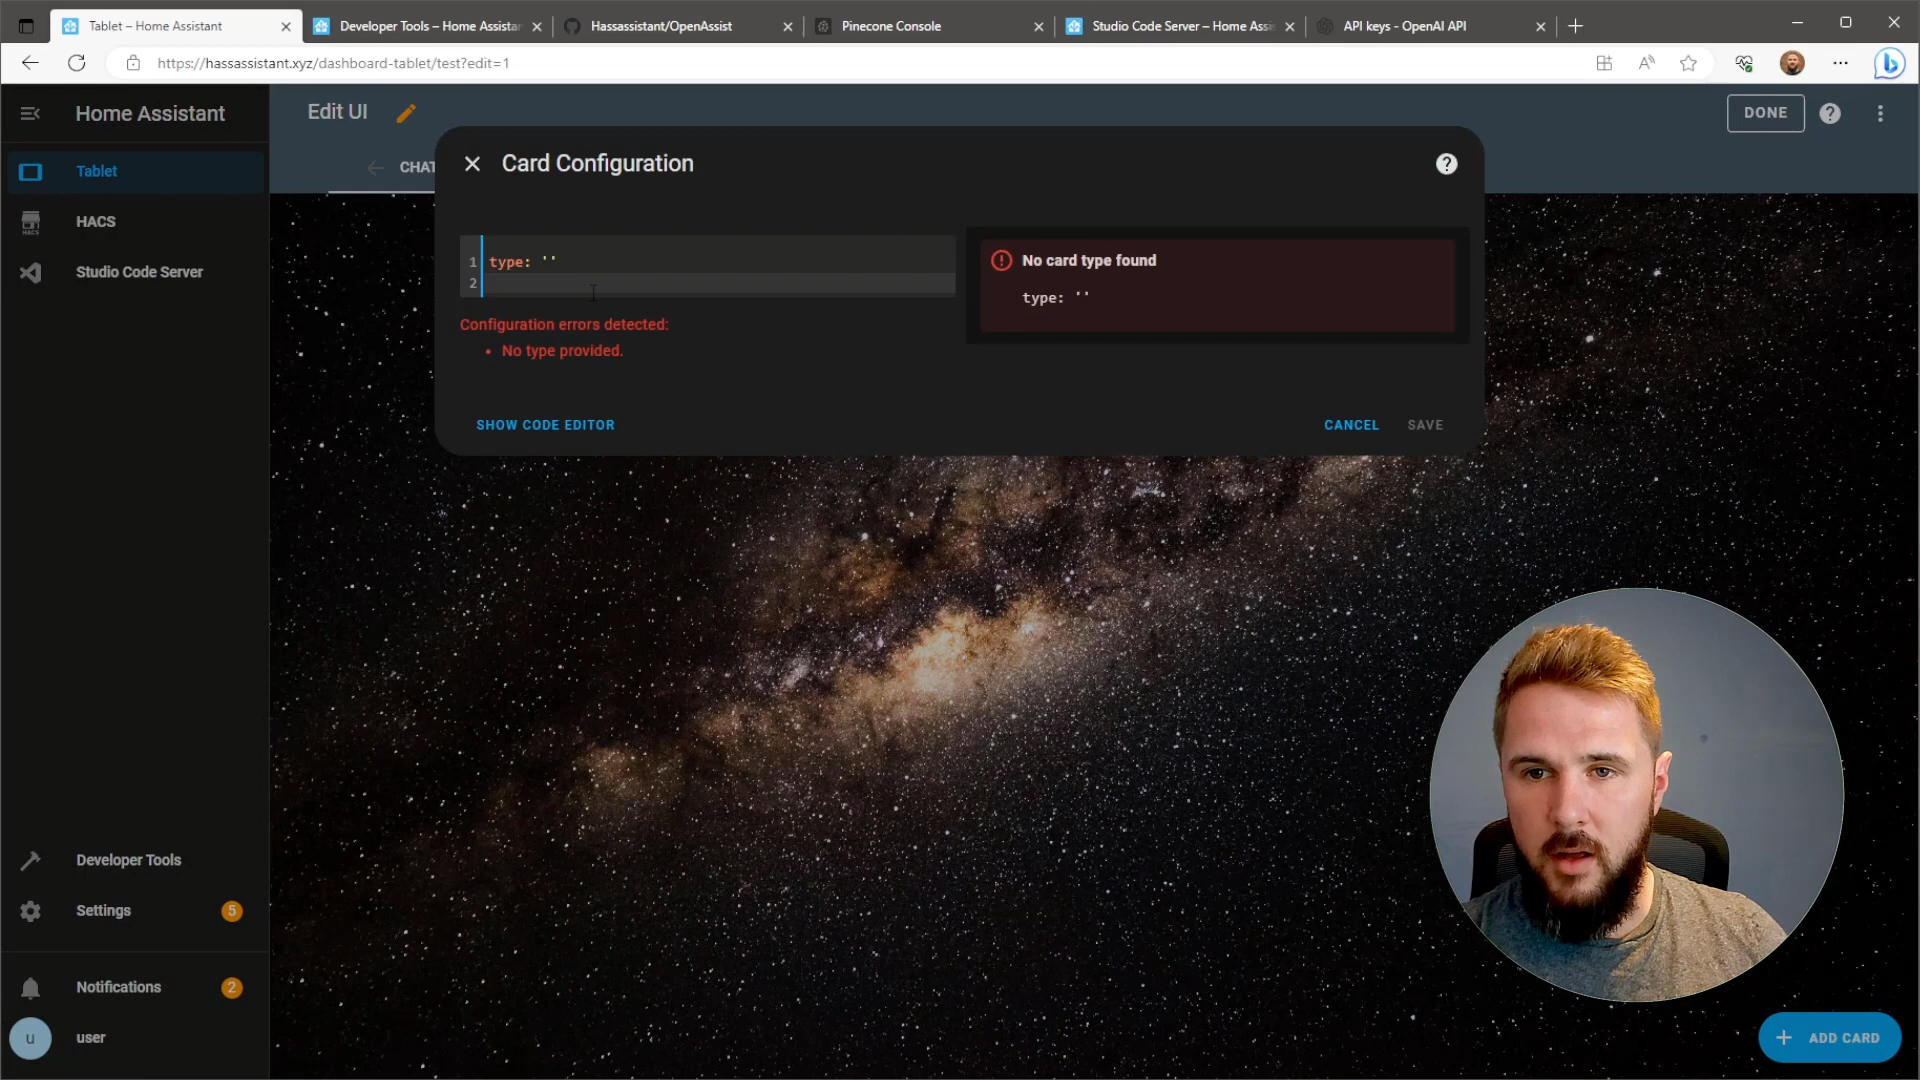 Tablet – Home Assistant
Developer Tools – Home Assistan
Hassassistant/OpenAssist
Pinecone Console
Studio Code Server – Home Assis
API keys - OpenAI API
https://hassassistant.xyz/dashboard-tablet/test?edit=1
Home Assistant
Edit UI
DONE
CHAT
Card Configuration
Tablet
HACS
Studio Code Server
1 type: ''
2
Configuration errors detected:
• No type provided.
No card type found
type: ''
SHOW CODE EDITOR
CANCEL
SAVE
Developer Tools
Settings
5
Notifications
2
u
user
+ ADD CARD